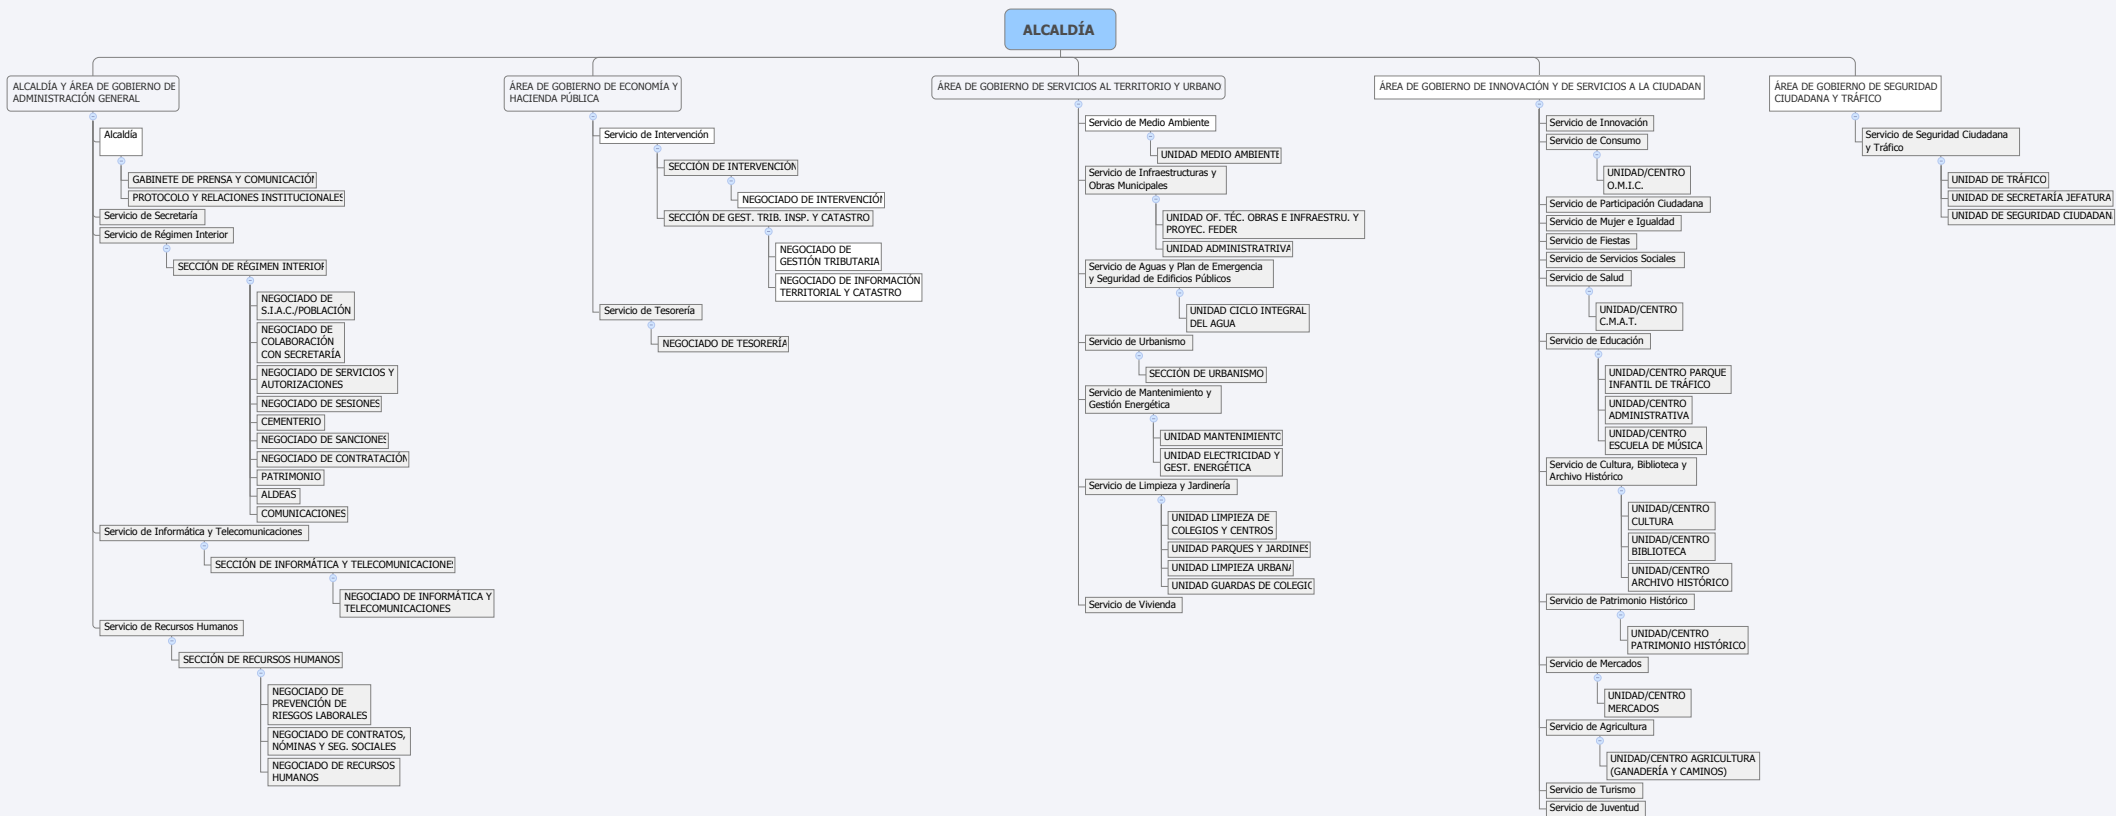 ALCALDÍA
ALCALDÍA Y ÁREA DE GOBIERNO DE
ADMINISTRACIÓN GENERAL
Alcaldía
GABINETE DE PRENSA Y COMUNICACIÓN
PROTOCOLO Y RELACIONES INSTITUCIONALES
Servicio de Secretaría
Servicio de Régimen Interior
SECCIÓN DE RÉGIMEN INTERIOR
NEGOCIADO DE
S.I.A.C./POBLACIÓN
NEGOCIADO DE
COLABORACIÓN
CON SECRETARÍA
NEGOCIADO DE SERVICIOS Y
AUTORIZACIONES
NEGOCIADO DE SESIONES
CEMENTERIO
NEGOCIADO DE SANCIONES
NEGOCIADO DE CONTRATACIÓN
PATRIMONIO
ALDEAS
COMUNICACIONES
Servicio de Informática y Telecomunicaciones
SECCIÓN DE INFORMÁTICA Y TELECOMUNICACIONE
NEGOCIADO DE INFORMÁTICA Y
TELECOMUNICACIONES
Servicio de Recursos Humanos
SECCIÓN DE RECURSOS HUMANOS
NEGOCIADO DE
PREVENCIÓN DE
RIESGOS LABORALES
NEGOCIADO DE CONTRATOS,
NÓMINAS Y SEG. SOCIALES
NEGOCIADO DE RECURSOS
HUMANOS
ÁREA DE GOBIERNO DE ECONOMÍA Y
HACIENDA PÚBLICA
Servicio de Intervención
SECCIÓN DE INTERVENCIÓN
NEGOCIADO DE INTERVENCIÓN
SECCIÓN DE GEST. TRIB. INSP. Y CATASTRO
NEGOCIADO DE
GESTIÓN TRIBUTARIA
NEGOCIADO DE INFORMACIÓN
TERRITORIAL Y CATASTRO
Servicio de Tesorería
NEGOCIADO DE TESORERÍA
ÁREA DE GOBIERNO DE SERVICIOS AL TERRITORIO Y URBANO
Servicio de Medio Ambiente
UNIDAD MEDIO AMBIENTE
Servicio de Infraestructuras y
Obras Municipales
UNIDAD OF. TÉC. OBRAS E INFRAESTRU. Y
PROYEC. FEDER
UNIDAD ADMINISTRATRIVA
Servicio de Aguas y Plan de Emergencia
y Seguridad de Edificios Públicos
UNIDAD CICLO INTEGRAL
DEL AGUA
Servicio de Urbanismo
SECCIÓN DE URBANISMO
Servicio de Mantenimiento y
Gestión Energética
UNIDAD MANTENIMIENTO
UNIDAD ELECTRICIDAD Y
GEST. ENERGÉTICA
Servicio de Limpieza y Jardinería
UNIDAD LIMPIEZA DE
COLEGIOS Y CENTROS
UNIDAD PARQUES Y JARDINES
UNIDAD LIMPIEZA URBANA
UNIDAD GUARDAS DE COLEGIO
Servicio de Vivienda
ÁREA DE GOBIERNO DE INNOVACIÓN Y DE SERVICIOS A LA CIUDADAN
Servicio de Innovación
Servicio de Consumo
UNIDAD/CENTRO
O.M.I.C.
Servicio de Participación Ciudadana
Servicio de Mujer e Igualdad
Servicio de Fiestas
Servicio de Servicios Sociales
Servicio de Salud
UNIDAD/CENTRO
C.M.A.T.
Servicio de Educación
UNIDAD/CENTRO PARQUE
INFANTIL DE TRÁFICO
UNIDAD/CENTRO
ADMINISTRATIVA
UNIDAD/CENTRO
ESCUELA DE MÚSICA
Servicio de Cultura, Biblioteca y
Archivo Histórico
UNIDAD/CENTRO
CULTURA
UNIDAD/CENTRO
BIBLIOTECA
UNIDAD/CENTRO
ARCHIVO HISTÓRICO
Servicio de Patrimonio Histórico
UNIDAD/CENTRO
PATRIMONIO HISTÓRICO
Servicio de Mercados
UNIDAD/CENTRO
MERCADOS
Servicio de Agricultura
UNIDAD/CENTRO AGRICULTURA
(GANADERÍA Y CAMINOS)
Servicio de Turismo
Servicio de Juventud
ÁREA DE GOBIERNO DE SEGURIDAD
CIUDADANA Y TRÁFICO
Servicio de Seguridad Ciudadana
y Tráfico
UNIDAD DE TRÁFICO
UNIDAD DE SECRETARÍA JEFATURA
UNIDAD DE SEGURIDAD CIUDADAN